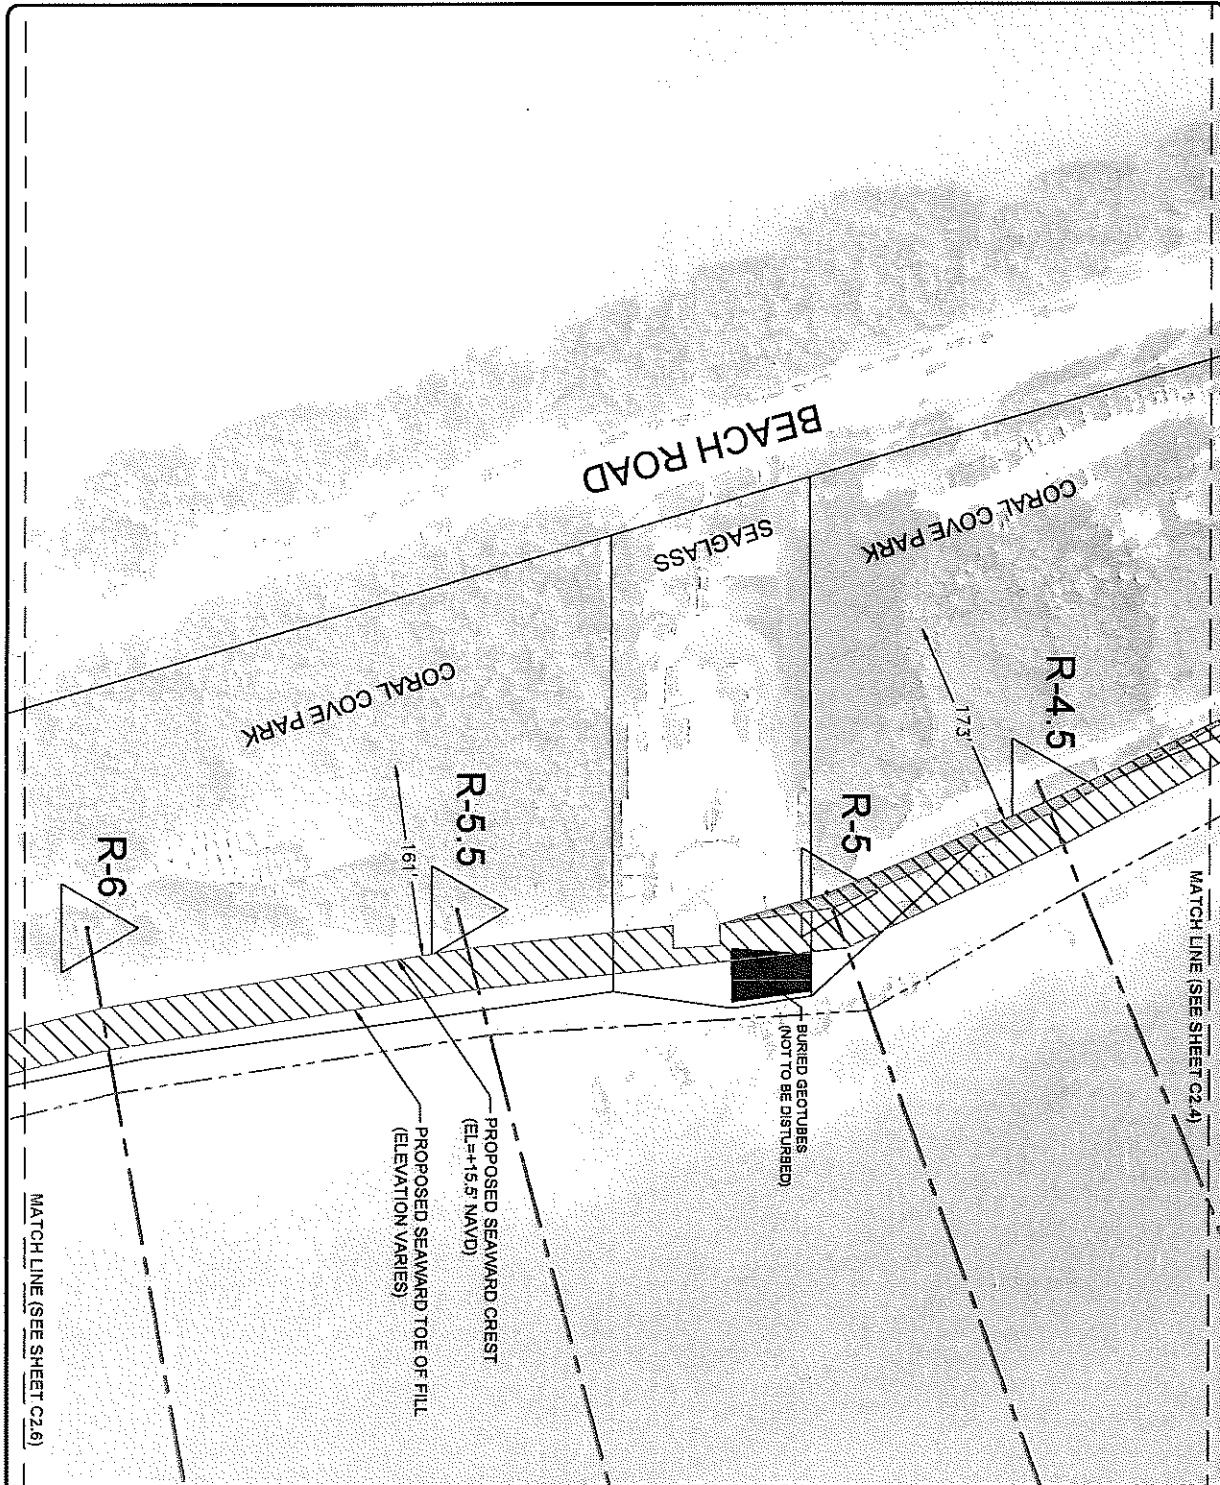 BEACH ROAD
CORAL COVE PARK
SEAGLASS
CORAL COVE PARK
R-4.5
173'
R-5
R-5.5
161'
R-6
MATCH LINE (SEE SHEET C2.4)
BURIED GEOTUBES
(NOT TO BE DISTURBED)
PROPOSED SEAWARD CREST
(EL=+15.5' NAVD)
PROPOSED SEAWARD TOE OF FILL
(ELEVATION VARIES)
MATCH LINE (SEE SHEET C2.6)